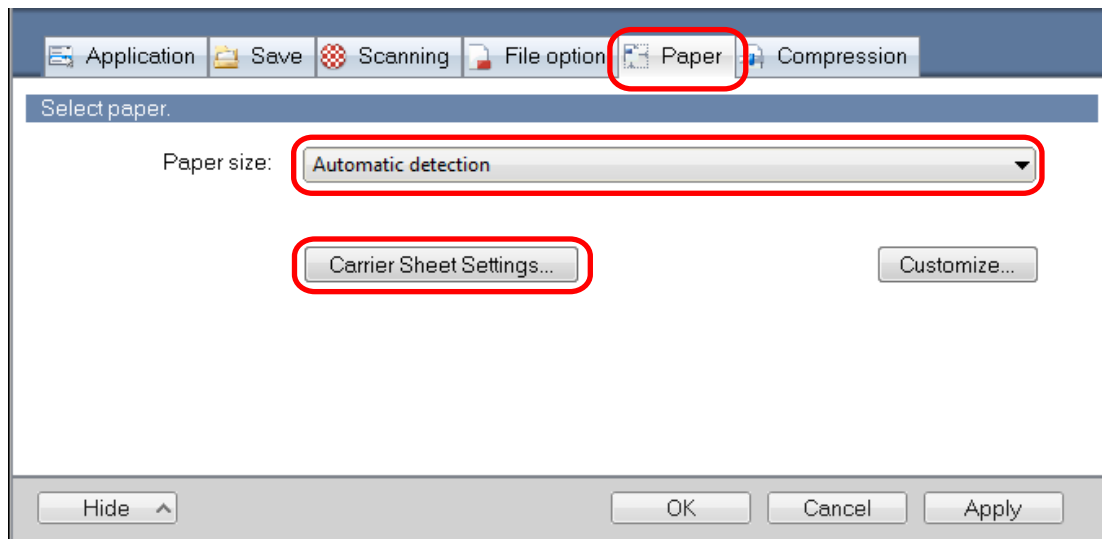 Application Save Scanning File option Paper Compression
Select paper.
Paper size: Automatic detection
Carrier Sheet Settings... Customize...
Hide OK Cancel Apply